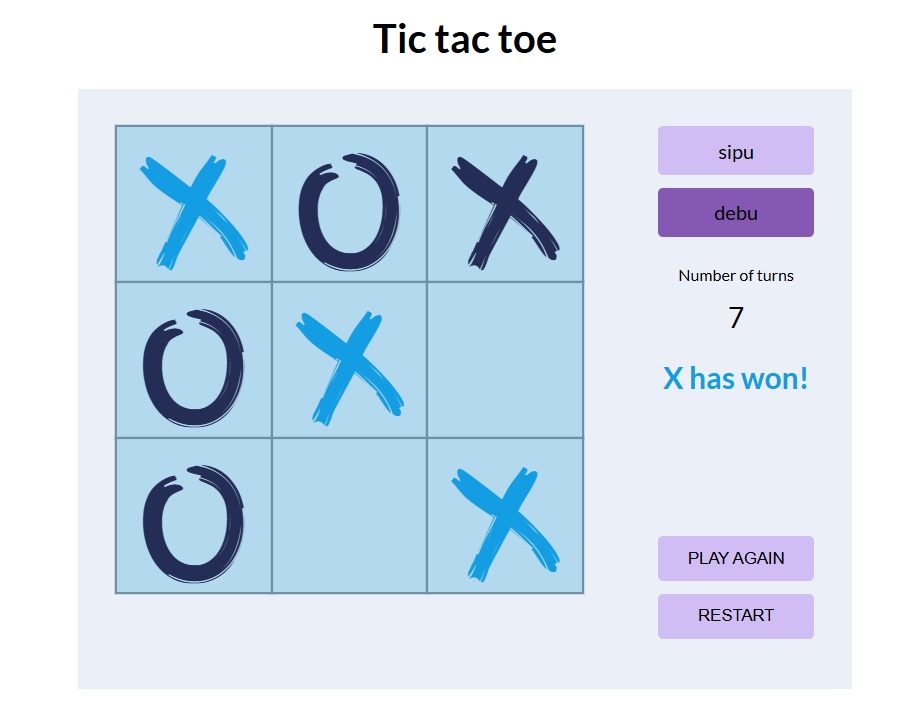 Tic tac toe
sipu
debu
Number of turns
7
X has won!
PLAY AGAIN
RESTART